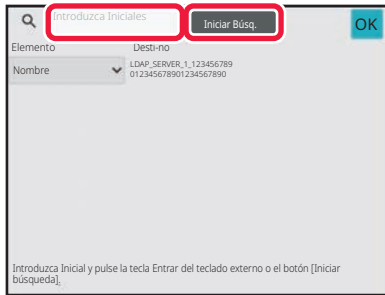 Introduzca Iniciales
Iniciar Búsq.
OK
Elemento
Desti-no
Nombre
LDAP_SERVER_1_123456789
012345678901234567890
Introduzca Inicial y pulse la tecla Entrar del teclado externo o el botón [Iniciar
búsqueda].